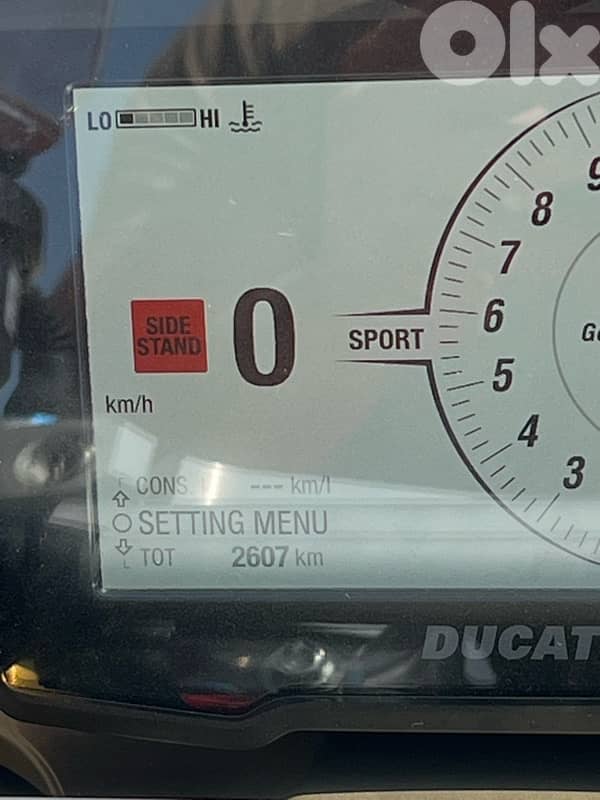 Olx
LO HI
9
8
7
6
5
4
3
SIDE
STAND
0
SPORT
km/h
CONS. --- km/l
SETTING MENU
TOT 2607 km
DUCAT